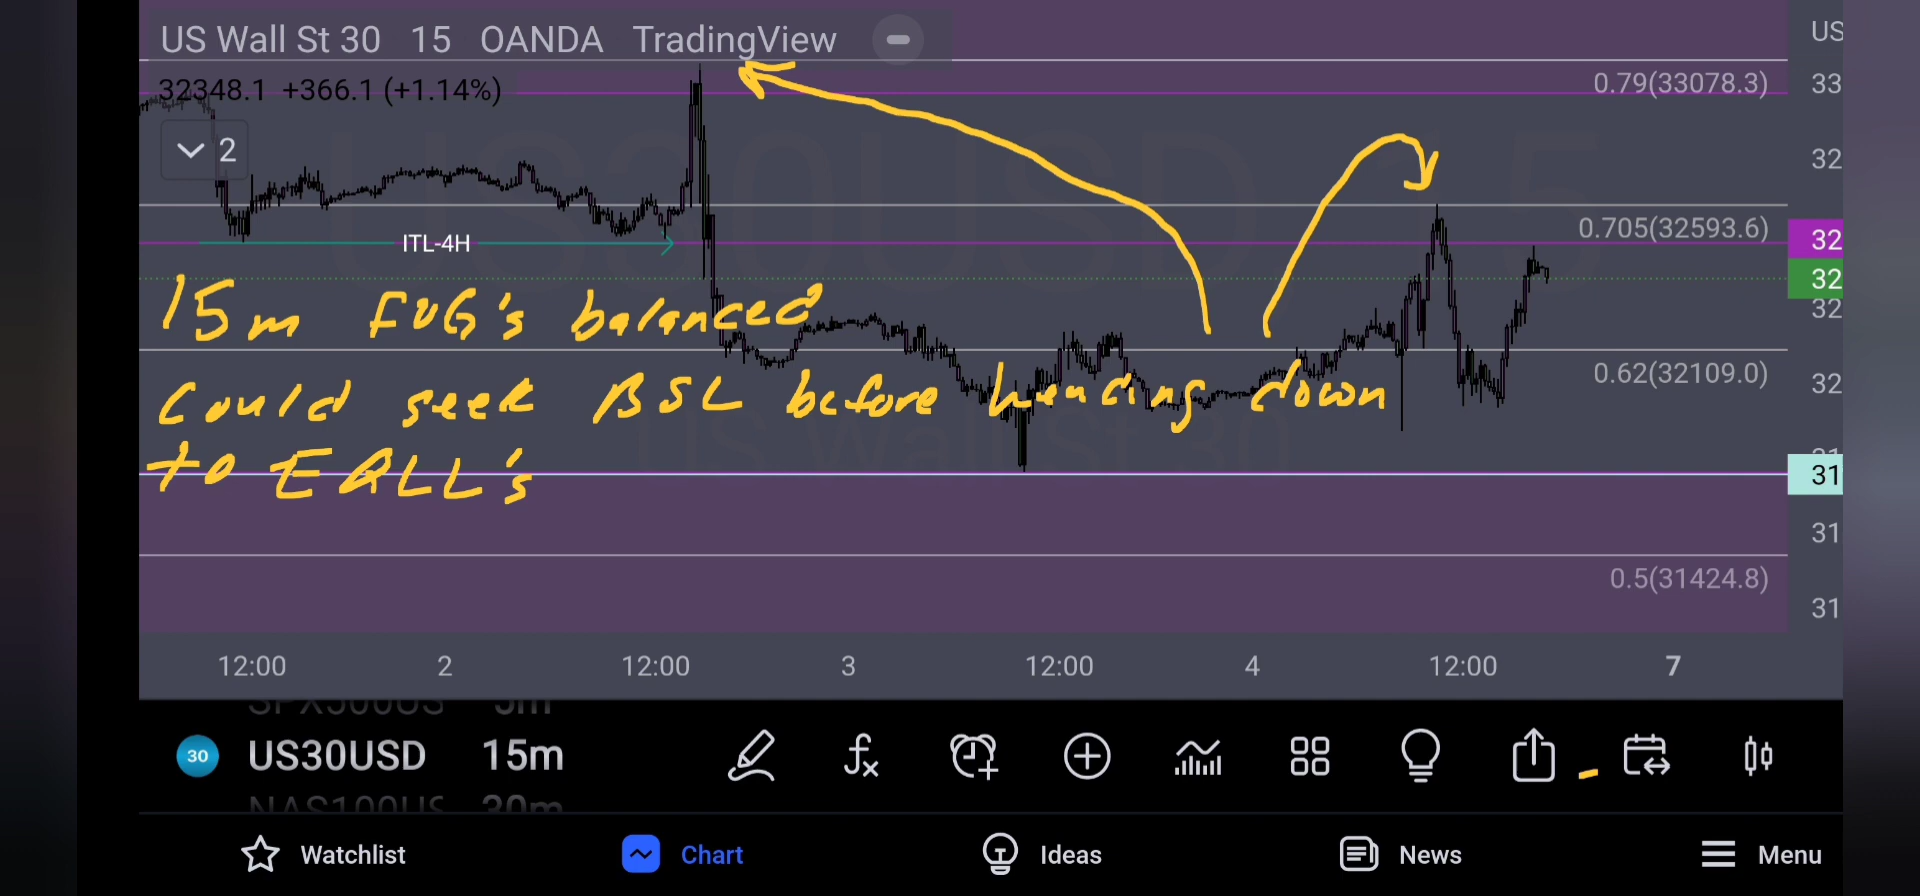 US Wall St 30 15 OANDA TradingView
US
32348.1 +366.1 (+1.14%)
0.79(33078.3)
33
2
32
0.705(32593.6)
32
ITL-4H
32
32
15m FVG's balanced
0.62(32109.0)
32
Could seek BSL before heading down
to EQLL's
31
31
0.5(31424.8)
31
12:00 2 12:00 3 12:00 4 12:00 7
30 US30USD 15m
Watchlist Chart Ideas News Menu